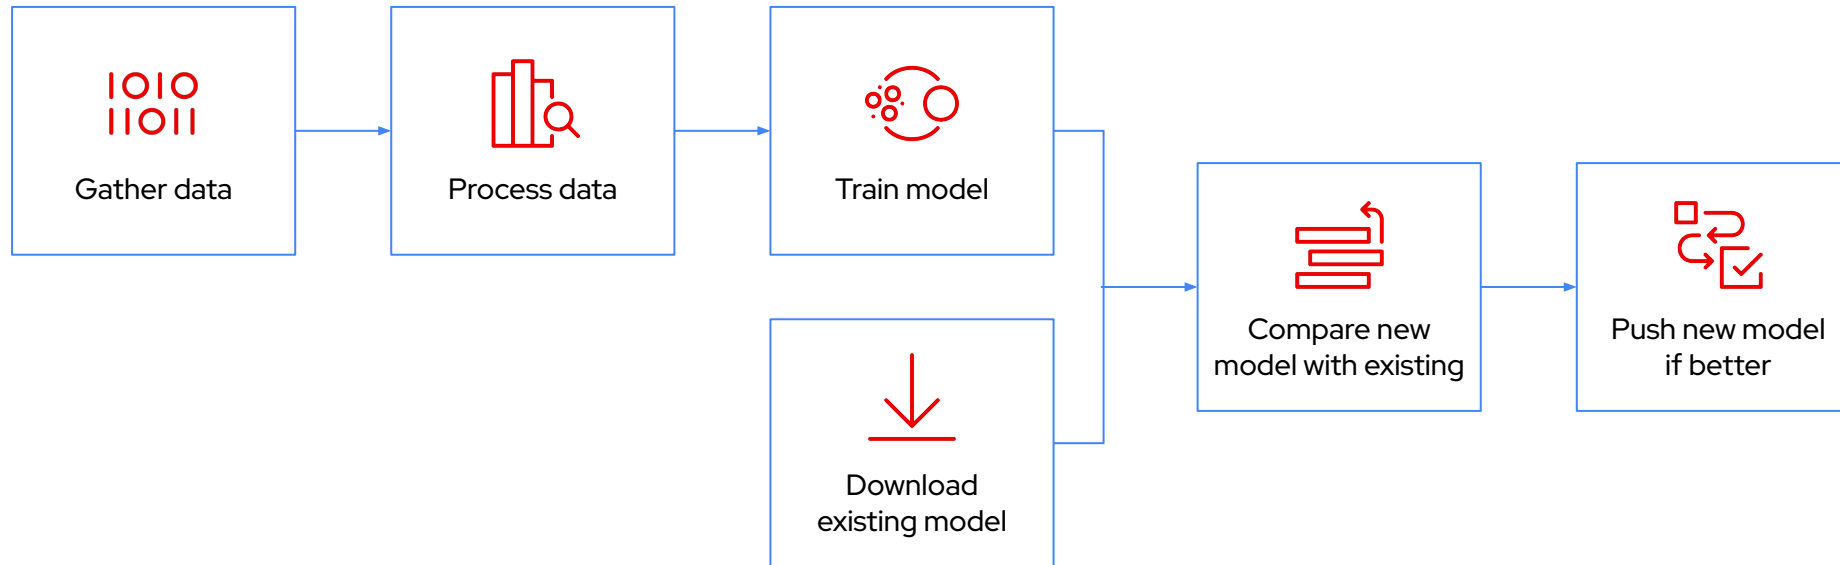 1010
11011
Gather data
Process data
Train model
Compare new
model with existing
Push new model
if better
Download
existing model